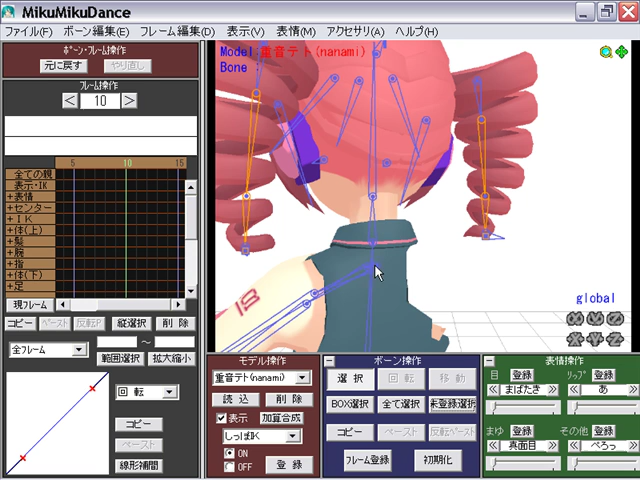 MikuMikuDance
ファイル(F) ボーン編集(E) フレーム編集(D) 表示(V) 表情(M) アクセサリ(A) ヘルプ(H)
ボーン・フレーム操作
元に戻す やり直し
フレーム操作
< 10 >
5 10 15
全ての親
表示・IK
+表情
+センター
+ＩＫ
+体(上)
+髪
+腕
+指
+体(下)
+足
現フレーム
コピー ペースト 反転P 縦選択 削 除
全フレーム ～
範囲選択 拡大縮小
回 転
コピー
ペースト
線形補間
Model:重音テト(nanami)
Bone :
18
global
X Y Z
X Y Z
モデル操作
重音テト(nanami)
読 込 削 除
表示 加算合成
しっぽIK
ON
OFF
登 録
ボーン操作
選 択 回 転 移 動
BOX選択 全て選択 未登録選択
コピー ペースト 反転ペースト
フレーム登録 初期化
表情操作
目 登録 リップ 登録
まばたき あ
まゆ 登録 その他 登録
真面目 ぺろっ